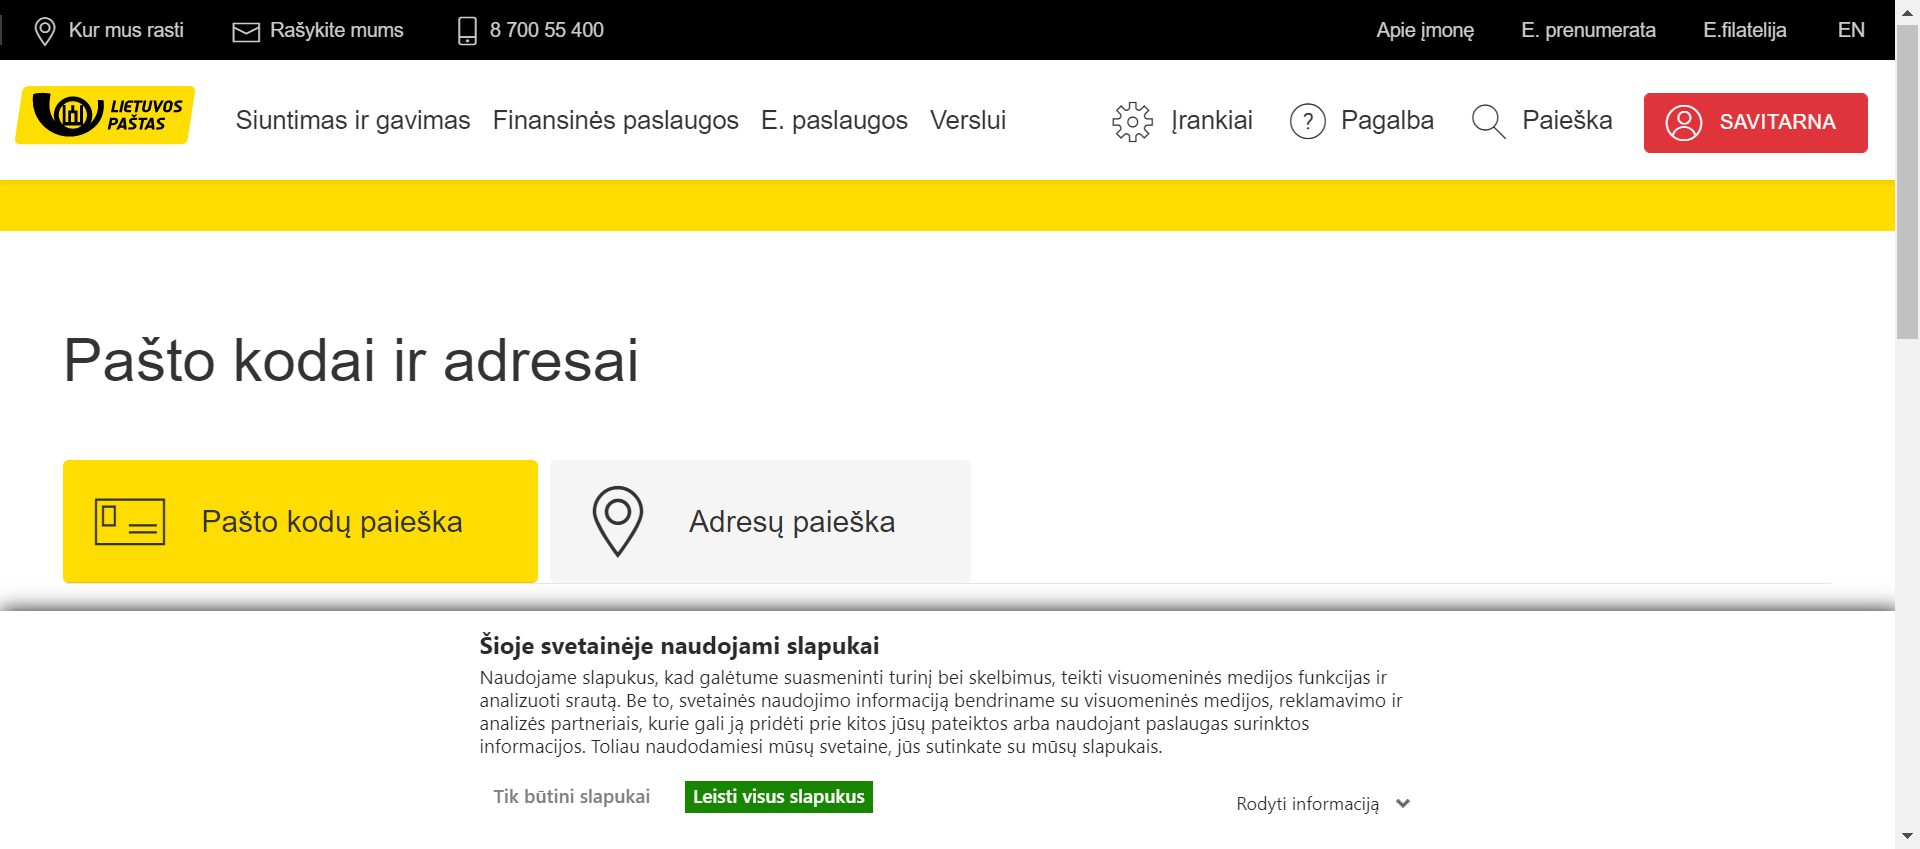 Kur mus rasti
Rašykite mums
8 700 55 400
Apie įmonę
E. prenumerata
E.filatelija
EN
LIETUVOS
PAŠTAS
Siuntimas ir gavimas
Finansinės paslaugos
E. paslaugos
Verslui
Įrankiai
? Pagalba
Paieška
SAVITARNA
Pašto kodai ir adresai
Pašto kodų paieška
Adresų paieška
Šioje svetainėje naudojami slapukai
Naudojame slapukus, kad galėtume suasmeninti turinį bei skelbimus, teikti visuomeninės medijos funkcijas ir
analizuoti srautą. Be to, svetainės naudojimo informaciją bendriname su visuomeninės medijos, reklamavimo ir
analizės partneriais, kurie gali ją pridėti prie kitos jūsų pateiktos arba naudojant paslaugas surinktos
informacijos. Toliau naudodamiesi mūsų svetaine, jūs sutinkate su mūsų slapukais.
Tik būtini slapukai
Leisti visus slapukus
Rodyti informaciją